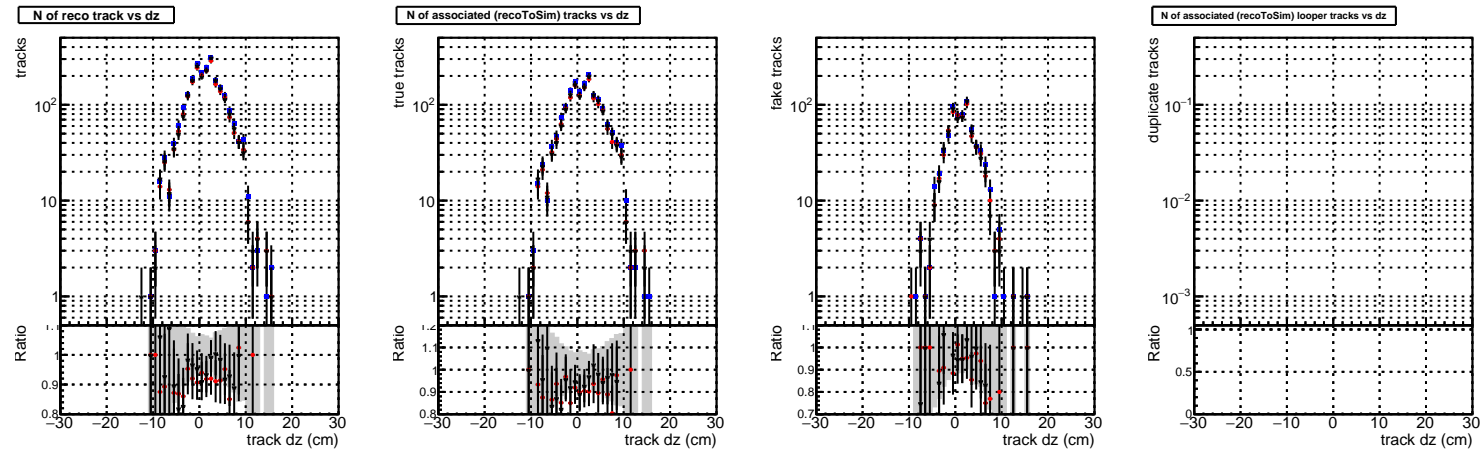 N of reco track vs dz
tracks
10²
10
1
Ratio
1.1
1
0.9
0.8
−30 −20 −10 0 10 20 30
track dz (cm)
N of associated (recoToSim) tracks vs dz
true tracks
10²
10
1
Ratio
1.2
1.1
1
0.9
0.8
−30 −20 −10 0 10 20 30
track dz (cm)
fake tracks
10²
10
1
Ratio
1.1
1
0.9
0.8
0.7
−30 −20 −10 0 10 20 30
track dz (cm)
N of associated (recoToSim) looper tracks vs dz
duplicate tracks
10⁻¹
10⁻²
10⁻³
Ratio
1
0.5
0
−30 −20 −10 0 10 20 30
track dz (cm)